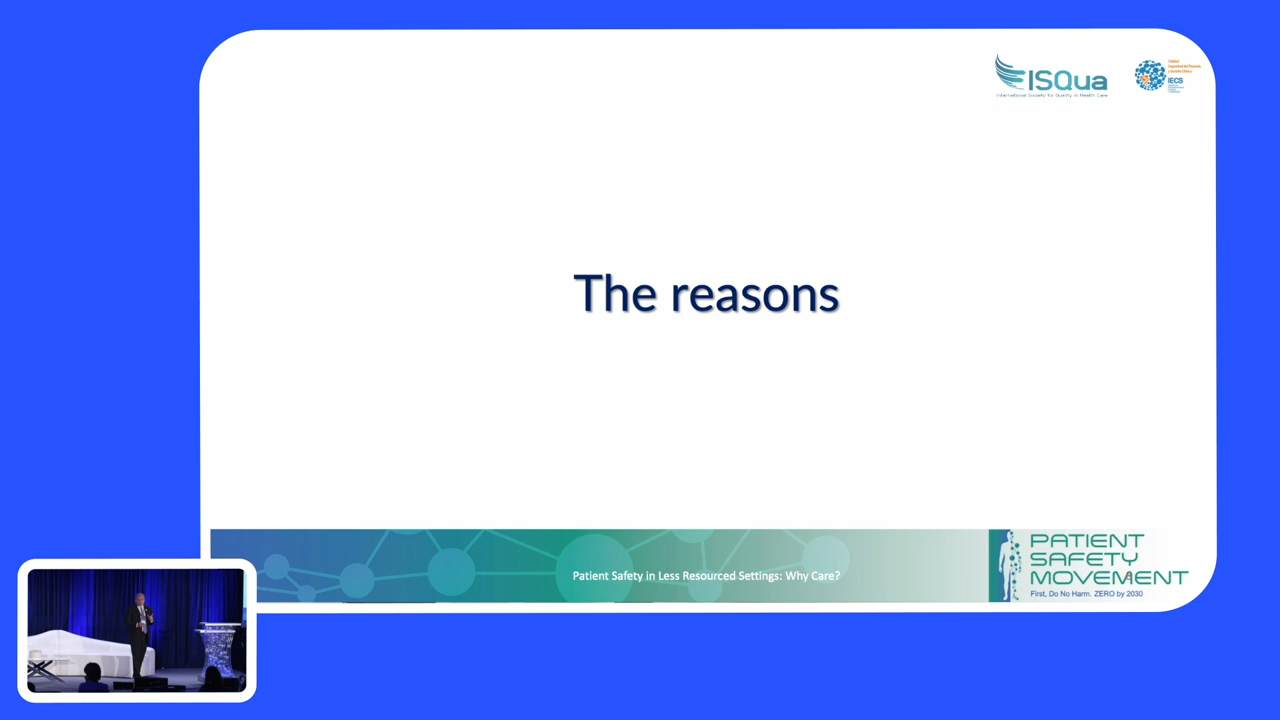 ISQua
International Society for Quality in Health Care
IECS
The reasons
Patient Safety in Less Resourced Settings: Why Care?
PATIENT
SAFETY
MOVEMENT
First, Do No Harm. ZERO by 2030